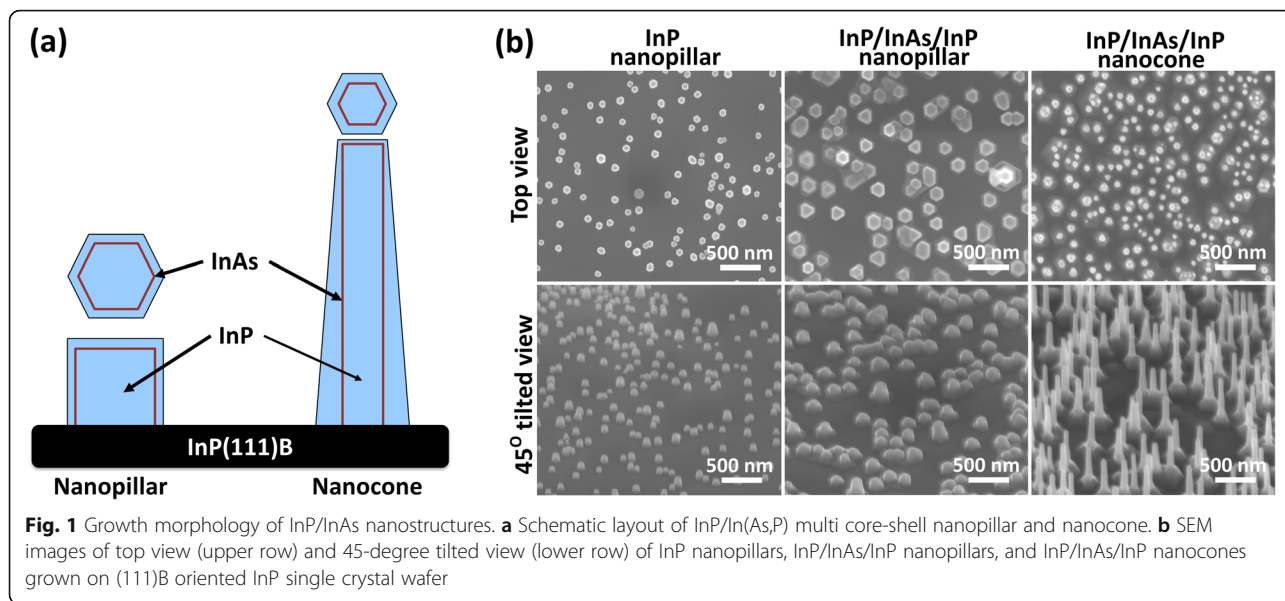 (a)
InAs
InP
InP(111)B
Nanopillar
Nanocone
(b)
InP
nanopillar
InP/InAs/InP
nanopillar
InP/InAs/InP
nanocone
Top view
500 nm
500 nm
500 nm
45⁰ tilted view
500 nm
500 nm
500 nm
Fig. 1 Growth morphology of InP/InAs nanostructures. a Schematic layout of InP/In(As,P) multi core-shell nanopillar and nanocone. b SEM
images of top view (upper row) and 45-degree tilted view (lower row) of InP nanopillars, InP/InAs/InP nanopillars, and InP/InAs/InP nanocones
grown on (111)B oriented InP single crystal wafer